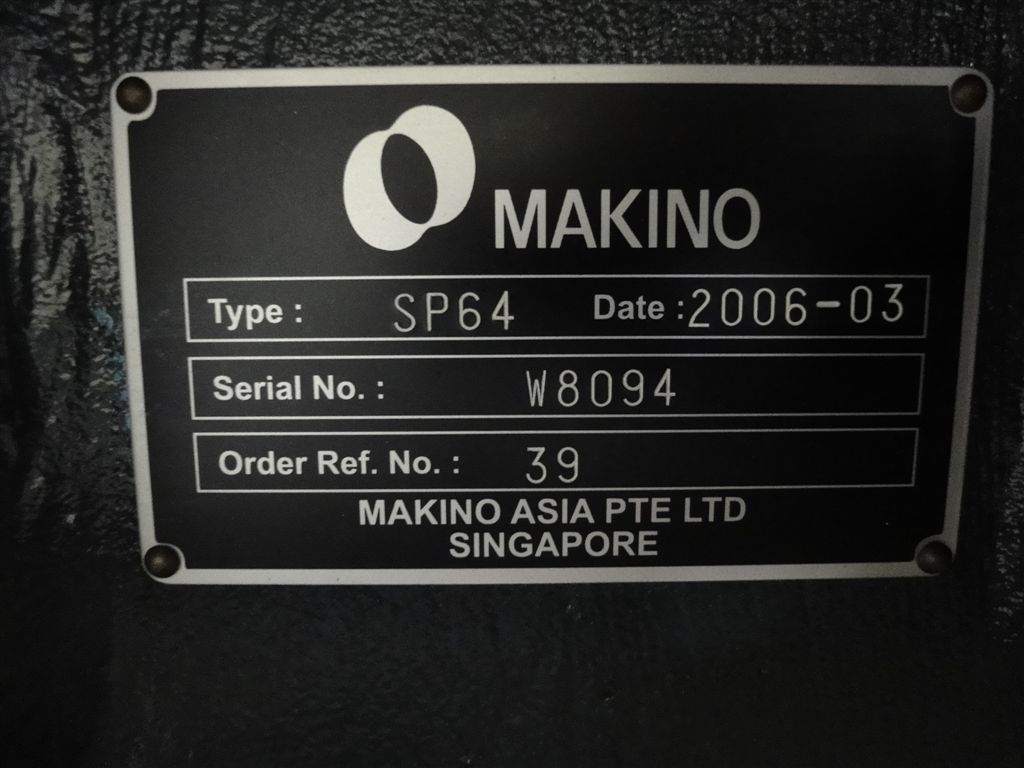 MAKINO
Type : SP64 Date : 2006-03
Serial No. : W8094
Order Ref. No. : 39
MAKINO ASIA PTE LTD
SINGAPORE